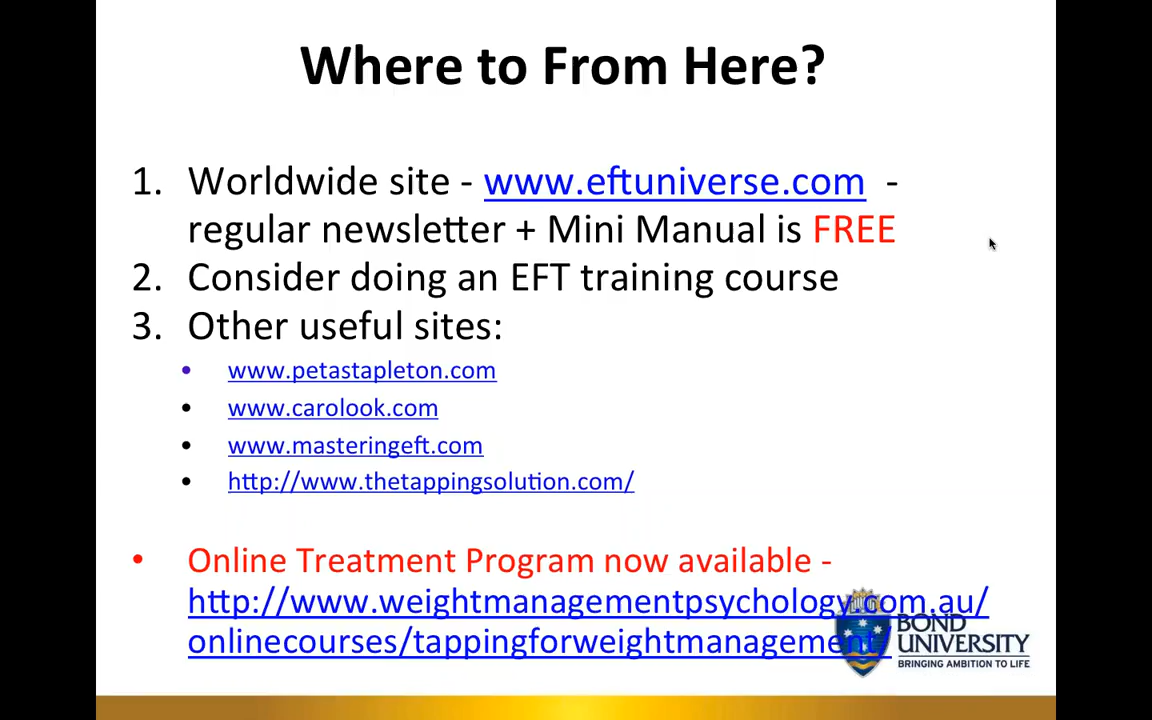 Where to From Here?
1. Worldwide site - www.eftuniverse.com -
regular newsletter + Mini Manual is FREE
2. Consider doing an EFT training course
3. Other useful sites:
• www.petastapleton.com
• www.carolook.com
• www.masteringeft.com
• http://www.thetappingsolution.com/
• Online Treatment Program now available -
http://www.weightmanagementpsychology.com.au/
onlinecourses/tappingforweightmanagement/
BOND
UNIVERSITY
BRINGING AMBITION TO LIFE